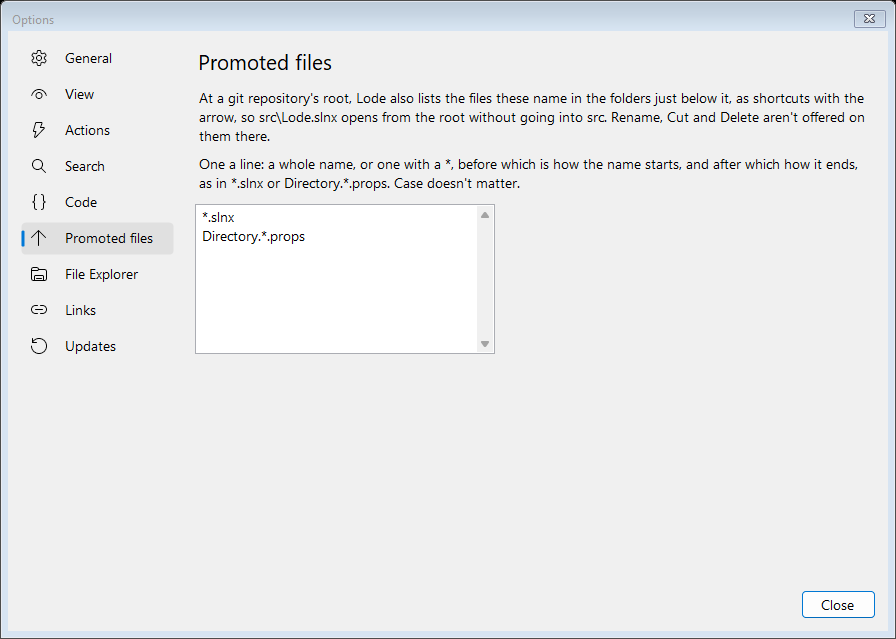 Options
General
View
Actions
Search
{ } Code
Promoted files
File Explorer
Links
Updates
Promoted files
At a git repository's root, Lode also lists the files these name in the folders just below it, as shortcuts with the
arrow, so src\Lode.slnx opens from the root without going into src. Rename, Cut and Delete aren't offered on
them there.
One a line: a whole name, or one with a *, before which is how the name starts, and after which how it ends,
as in *.slnx or Directory.*.props. Case doesn't matter.
*.slnx
Directory.*.props
Close